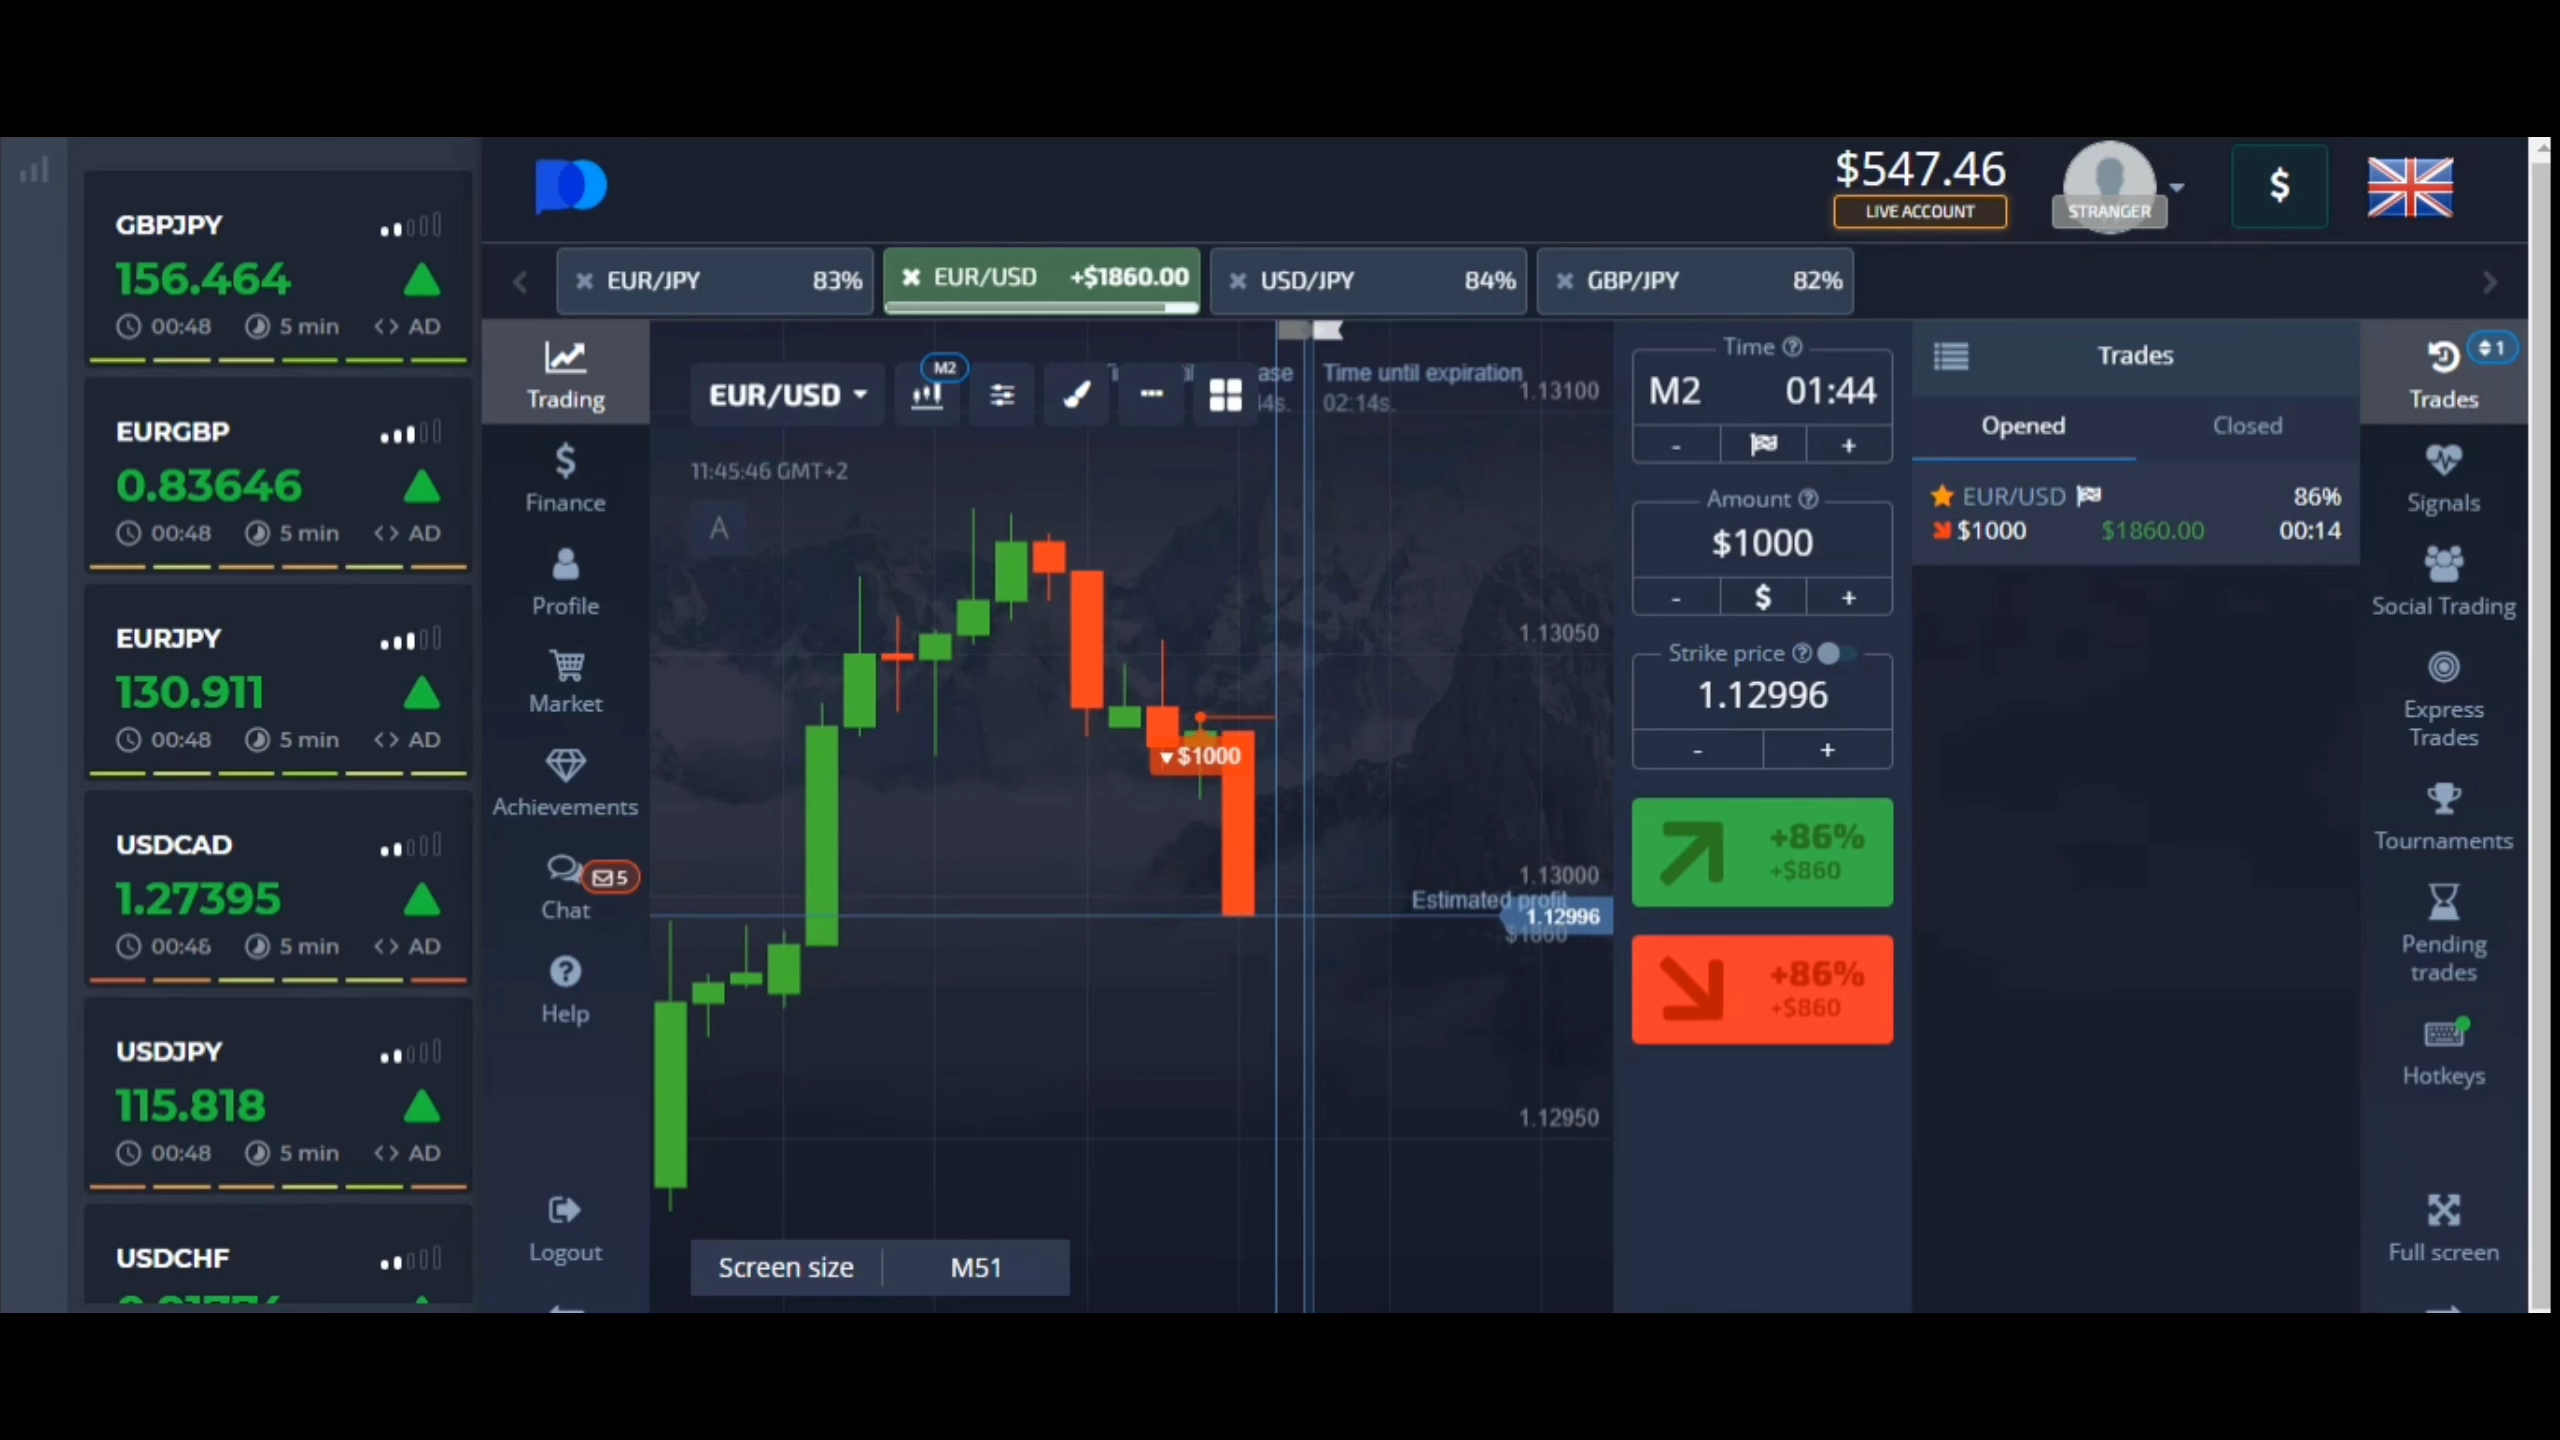 GBPJPY
156.464
00:48 5 min <> AD
EURGBP
0.83646
00:48 5 min <> AD
EURJPY
130.911
00:48 5 min <> AD
USDCAD
1.27395
00:48 5 min <> AD
USDJPY
115.818
00:48 5 min <> AD
USDCHF
$547.46
LIVE ACCOUNT
STRANGER
$
EUR/JPY 83%
EUR/USD +$1860.00
USD/JPY 84%
GBP/JPY 82%
Trading
Finance
Profile
Market
Achievements
5
Chat
Help
Logout
EUR/USD
M2
Time until expiration
02:14s.
11:45:46 GMT+2
A
1.13100
1.13050
1.13000
1.12950
$1000
Estimated profit
1.12996
$1860
Screen size M51
Time
M2 01:44
- +
Amount
$1000
- $ +
Strike price
1.12996
- +
+86%
+$860
+86%
+$860
Trades
Opened Closed
EUR/USD 86%
$1000 $1860.00 00:14
1
Trades
Signals
Social Trading
Express
Trades
Tournaments
Pending
trades
Hotkeys
Full screen